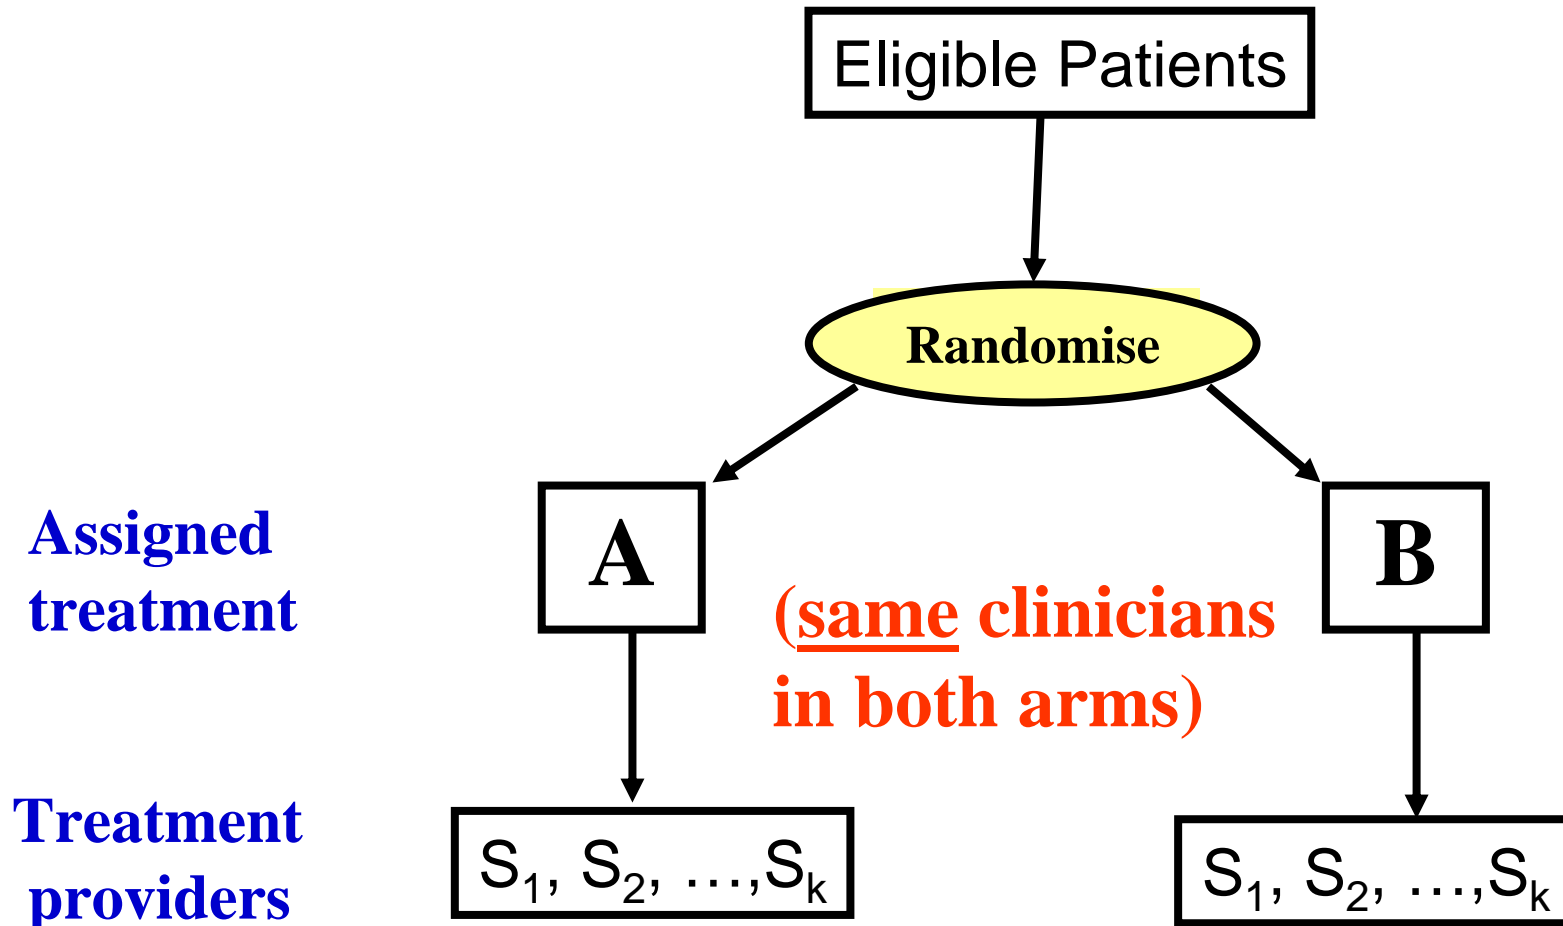 Eligible Patients
Randomise
Assigned
treatment
A
B
(same clinicians
in both arms)
Treatment
providers
S₁, S₂, …,Sₖ
S₁, S₂, …,Sₖ